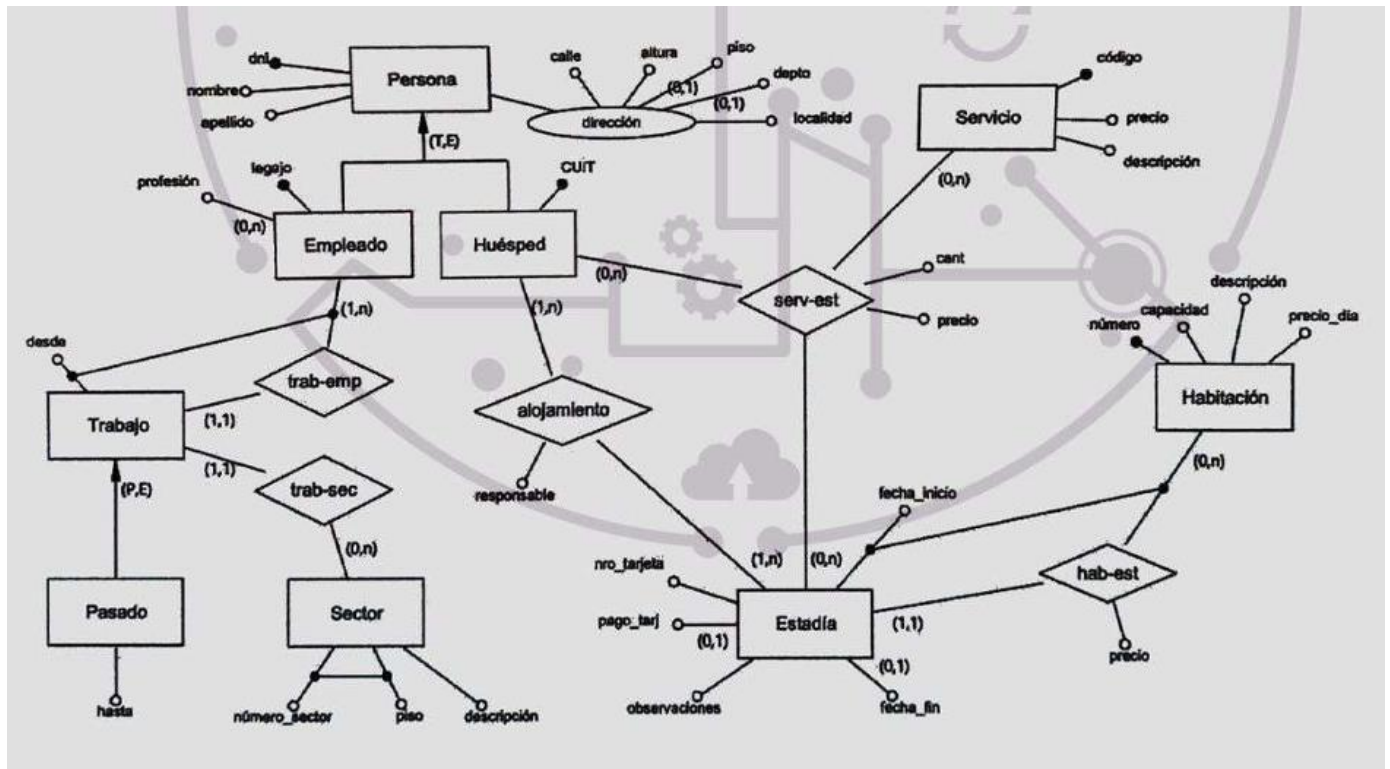 dni
nombre
apellido
Persona
calle
altura
piso
(0,1)
depto
(0,1)
localidad
dirección
(T,E)
código
precio
descripción
Servicio
(0,n)
profesión
(0,n)
legajo
Empleado
CUIT
Huésped
(0,n)
(1,n)
(1,n)
serv-est
cant
precio
desde
trab-emp
(1,1)
Trabajo
(1,1)
trab-sec
(P,E)
(0,n)
alojamiento
responsable
número
capacidad
descripción
precio_dia
Habitación
(0,n)
fecha_inicio
(1,n)
(0,n)
hab-est
precio
Pasado
hasta
Sector
número_sector
piso
descripción
nro_tarjeta
pago_tarj
(0,1)
Estadía
(1,1)
(0,1)
observaciones
fecha_fin